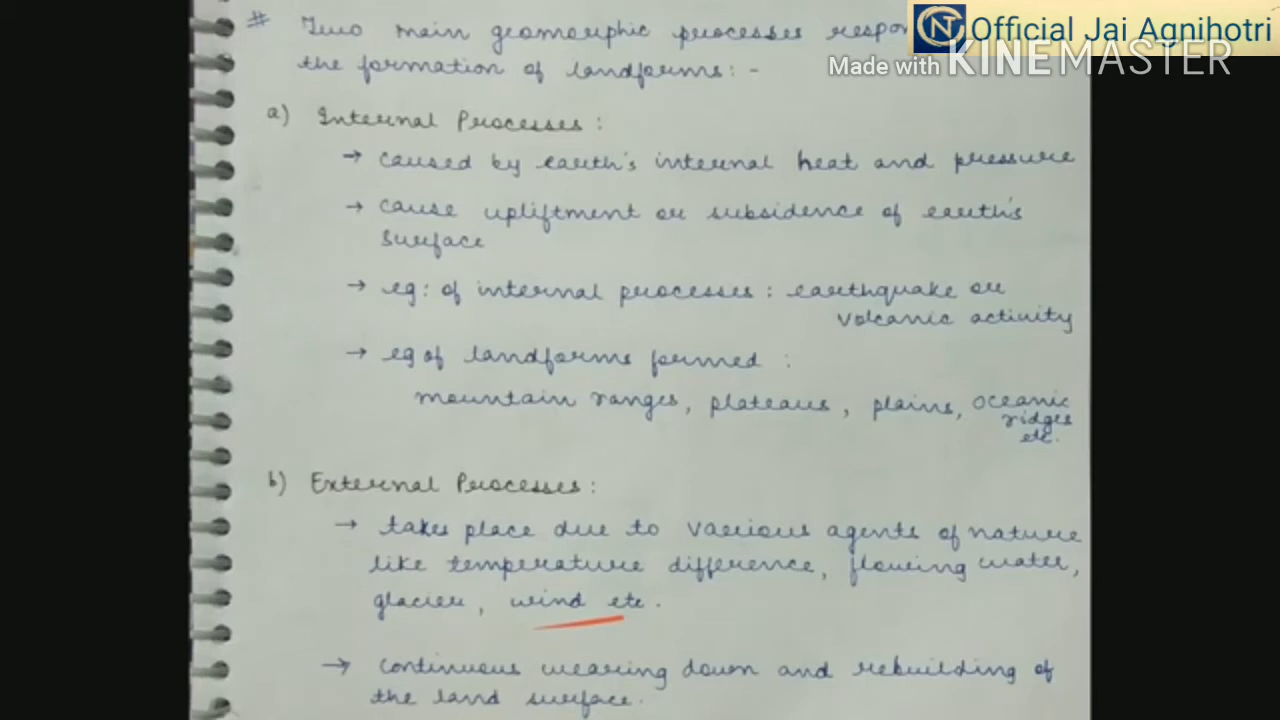 # Two main geomorphic processes
the formation of landforms: -
Official Jai Agnihotri
Made with KINEMASTER
a) Internal Processes:
→ caused by earth's internal heat and pressure
→ cause upliftment or subsidence of earth's
surface
→ eg: of internal processes: earthquake or
volcanic activity
→ eg of landforms formed :
mountain ranges, plateaus, plains, oceanic
ridges
etc.
b) External Processes:
→ takes place due to various agents of nature
like temperature difference, flowing water,
glacier, wind etc.
→ continuous wearing down and rebuilding of
the land surface.